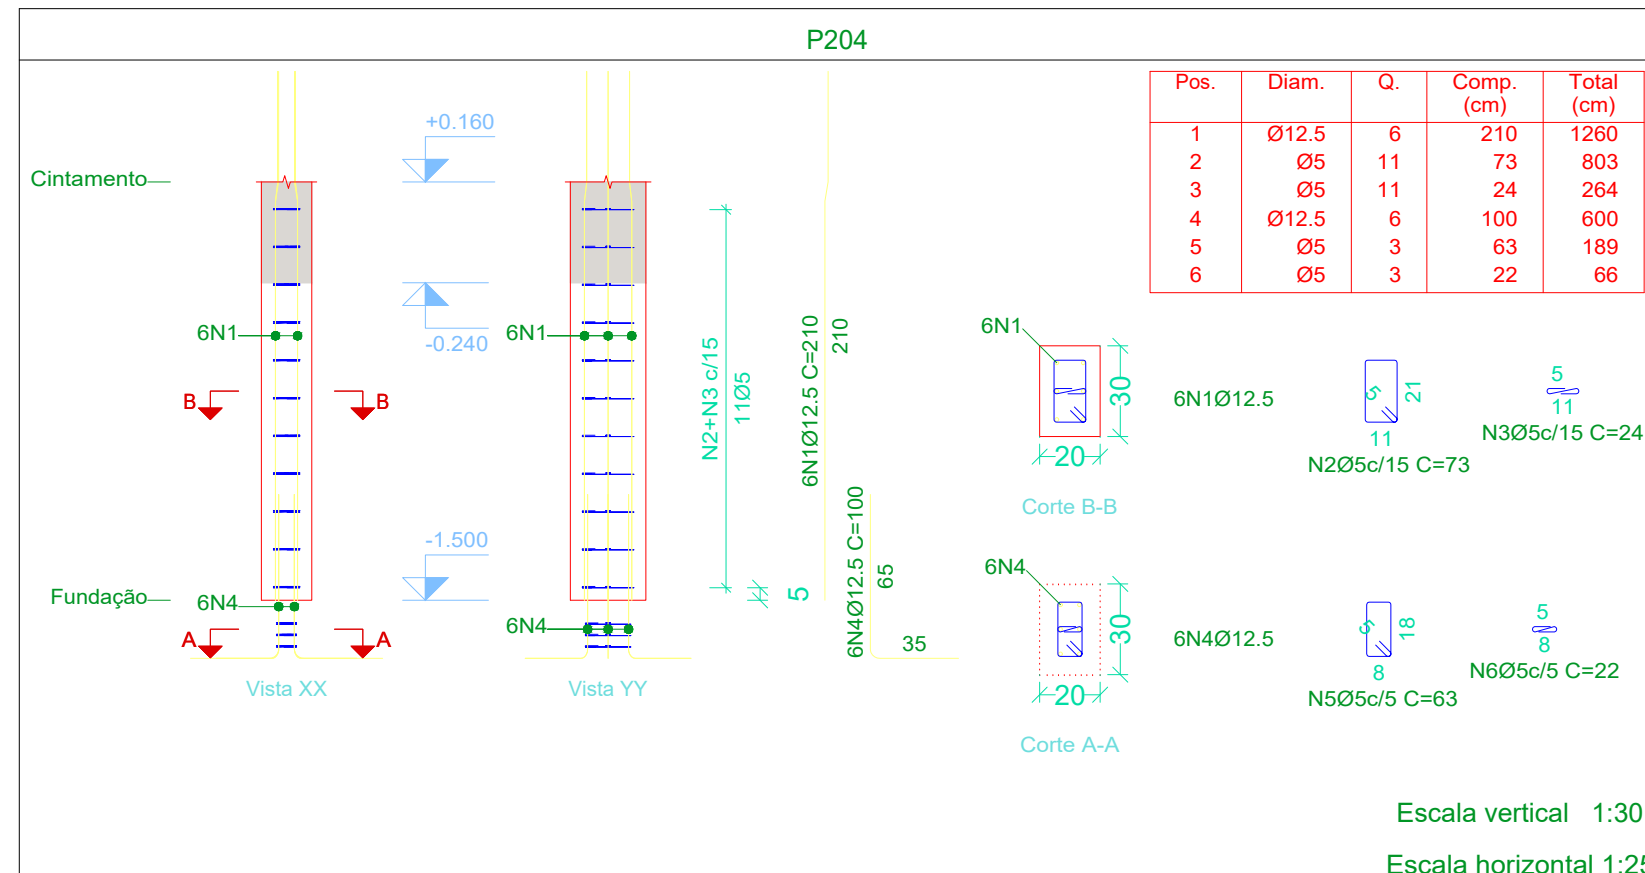 P204
Pos. Diam. Q. Comp. (cm) Total (cm)
1 Ø12.5 6 210 1260
2 Ø5 11 73 803
3 Ø5 11 24 264
4 Ø12.5 6 100 600
5 Ø5 3 63 189
6 Ø5 3 22 66
+0.160
Cintamento
6N1
6N1
-0.240
B B
-1.500
Fundação
6N4
6N4
A A
Vista XX
Vista YY
N2+N3 c/15
11Ø5
5
6N1Ø12.5 C=210
210
6N4Ø12.5 C=100
65
35
6N1
30
20
Corte B-B
6N1Ø12.5
5
21
11
N2Ø5c/15 C=73
5
11
N3Ø5c/15 C=24
6N4
30
20
Corte A-A
6N4Ø12.5
5
18
8
N5Ø5c/5 C=63
5
8
N6Ø5c/5 C=22
Escala vertical 1:30
Escala horizontal 1:25